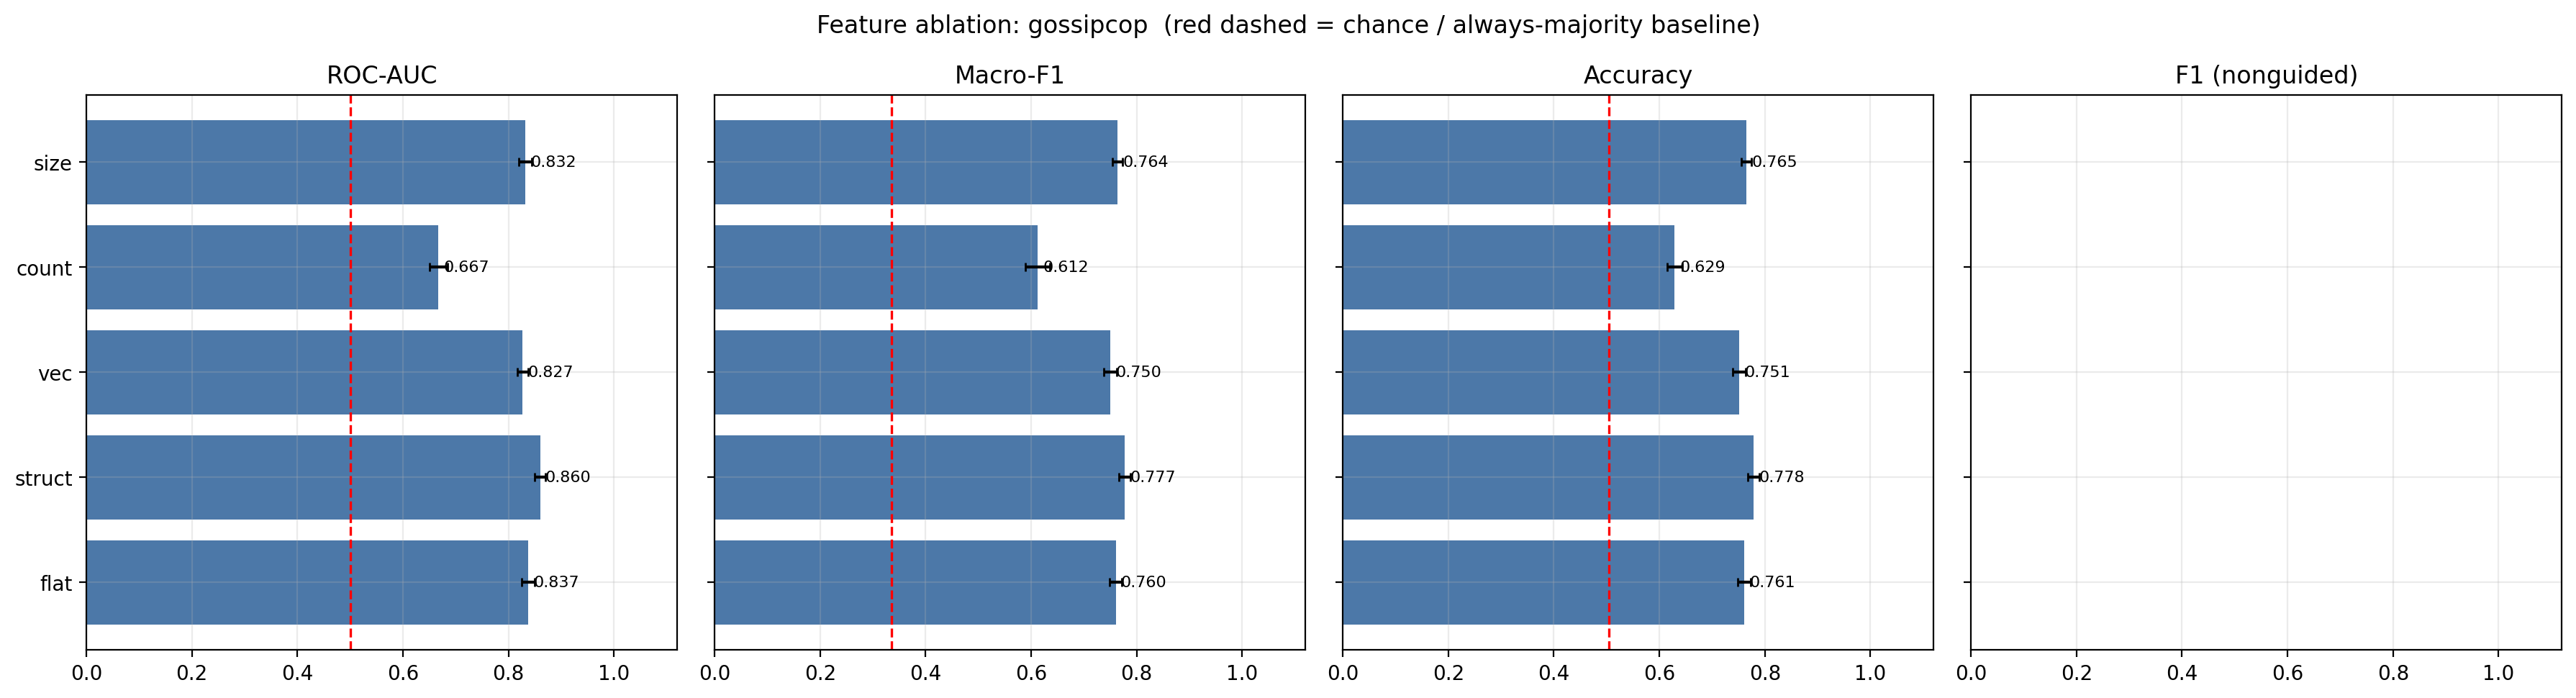 Feature ablation: gossipcop  (red dashed = chance / always-majority baseline)
ROC-AUC
size
count
vec
struct
flat
0.832
0.667
0.827
0.860
0.837
0.0 0.2 0.4 0.6 0.8 1.0
Macro-F1
0.764
0.612
0.750
0.777
0.760
0.0 0.2 0.4 0.6 0.8 1.0
Accuracy
0.765
0.629
0.751
0.778
0.761
0.0 0.2 0.4 0.6 0.8 1.0
F1 (nonguided)
0.0 0.2 0.4 0.6 0.8 1.0